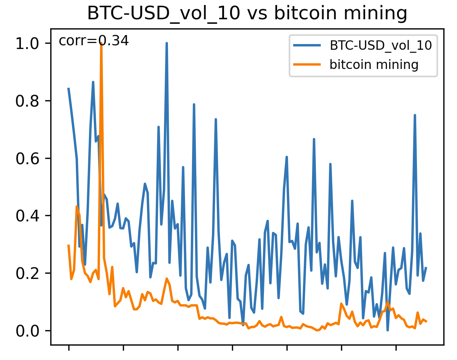 BTC-USD_vol_10 vs bitcoin mining
corr=0.34
BTC-USD_vol_10
bitcoin mining
1.0
0.8
0.6
0.4
0.2
0.0